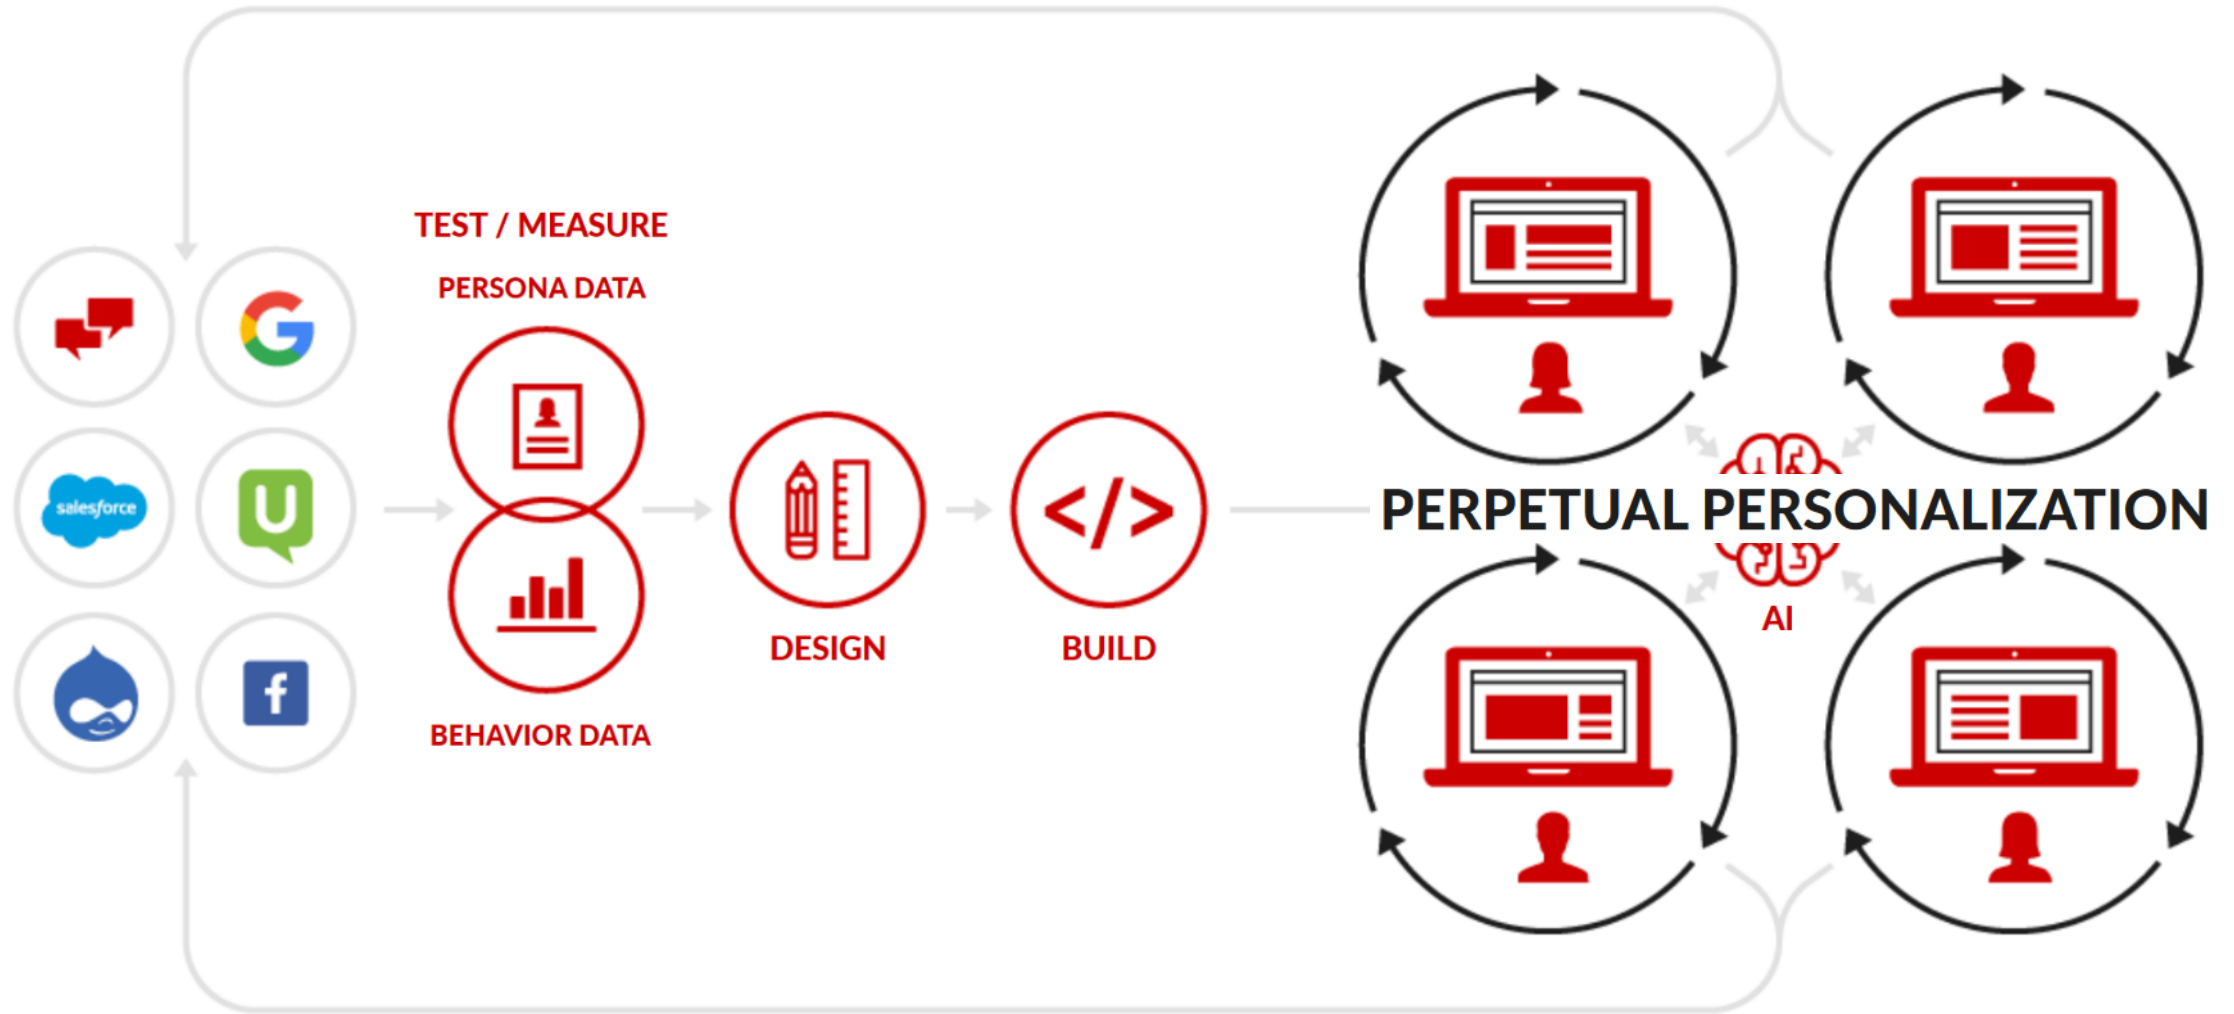 TEST / MEASURE
PERSONA DATA
salesforce
U
f
</>
PERPETUAL PERSONALIZATION
AI
DESIGN
BUILD
BEHAVIOR DATA